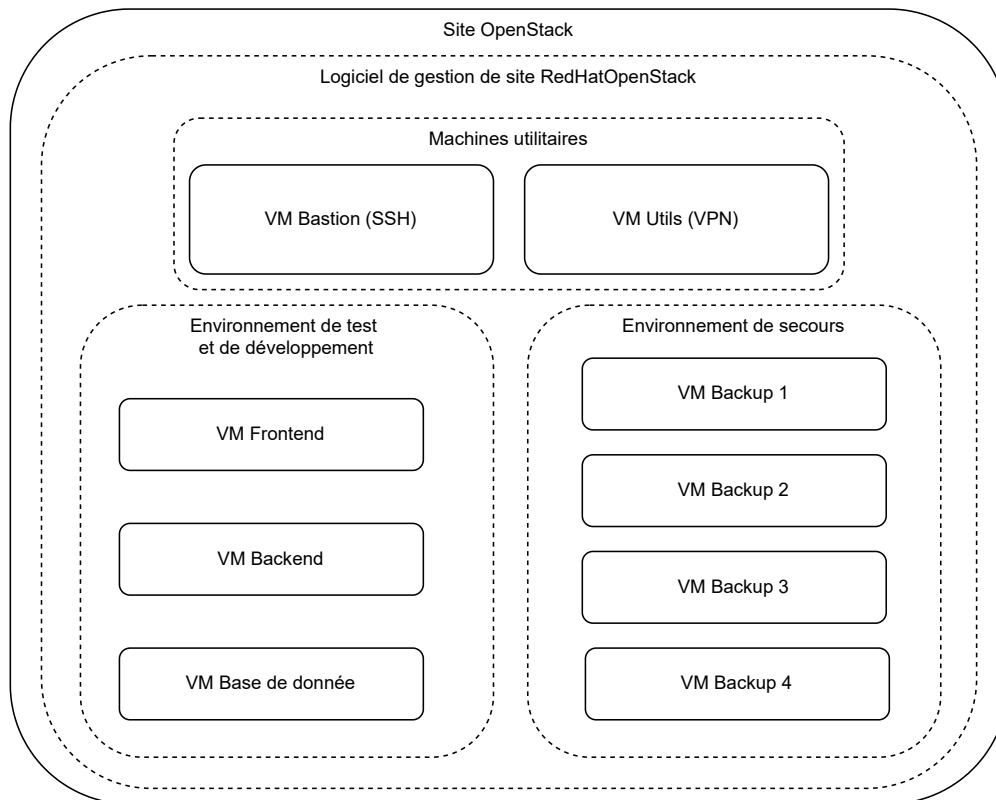 Site OpenStack
Logiciel de gestion de site RedHatOpenStack
Machines utilitaires
VM Bastion (SSH)
VM Utils (VPN)
Environnement de test
et de développement
VM Frontend
VM Backend
VM Base de donnée
Environnement de secours
VM Backup 1
VM Backup 2
VM Backup 3
VM Backup 4